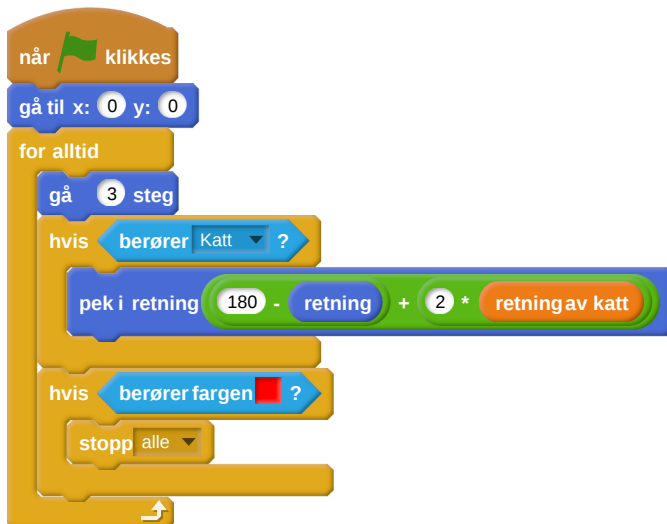 når klikkes
gå til x: 0 y: 0
for alltid
gå 3 steg
hvis berører Katt ?
pek i retning 180 - retning + 2 * retning av katt
hvis berører fargen ?
stopp alle